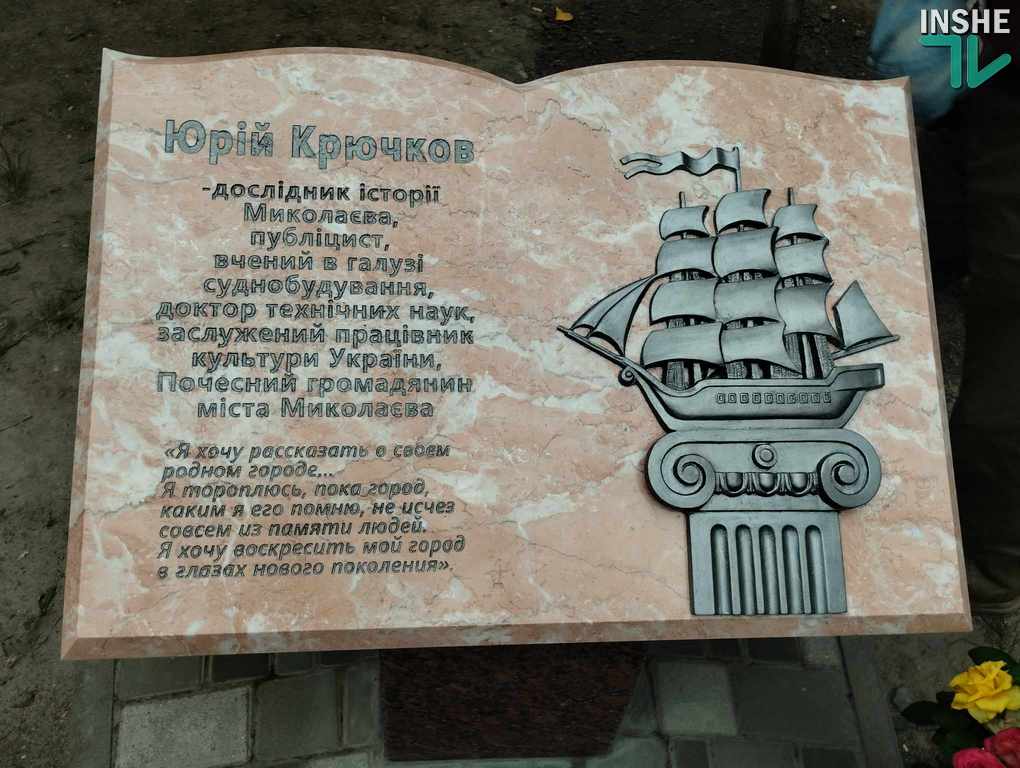 INSHE
TV
Юрій Крючков
-дослідник історії
Миколаєва,
публіцист,
вчений в галузі
суднобудування,
доктор технічних наук,
заслужений працівник
культури України,
Почесний громадянин
міста Миколаєва
«Я хочу рассказать о своем
родном городе...
Я тороплюсь, пока город,
каким я его помню, не исчез
совсем из памяти людей.
Я хочу воскресить мой город
в глазах нового поколения».